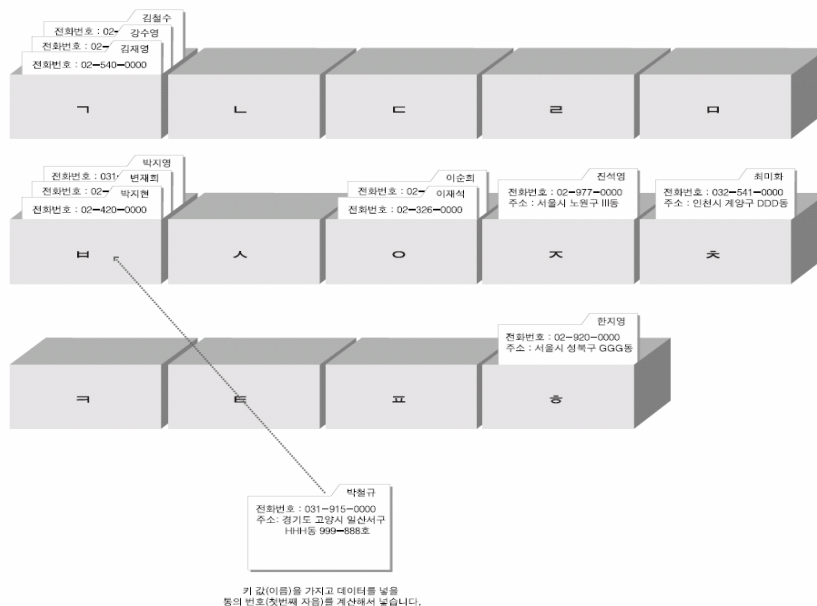 김철수
전화번호 : 02-
강수영
전화번호 : 02-
김재영
전화번호 : 02-540-0000
ㄱ
ㄴ
ㄷ
ㄹ
ㅁ
박지영
전화번호 : 031-
변재희
전화번호 : 02-
박지현
전화번호 : 02-420-0000
이순희
전화번호 : 02-
이재석
전화번호 : 02-326-0000
진석영
전화번호 : 02-977-0000
주소 : 서울시 노원구 III동
최미화
전화번호 : 032-541-0000
주소 : 인천시 계양구 DDD동
ㅂ
ㅅ
ㅇ
ㅈ
ㅊ
한지영
전화번호 : 02-920-0000
주소 : 서울시 성북구 GGG동
ㅋ
ㅌ
ㅍ
ㅎ
박철규
전화번호 : 031-915-0000
주소: 경기도 고양시 일산서구
HHH동 999-888호
키 값(이름)을 가지고 데이터를 넣을
통의 번호(첫번째 자음)를 계산해서 넣습니다.